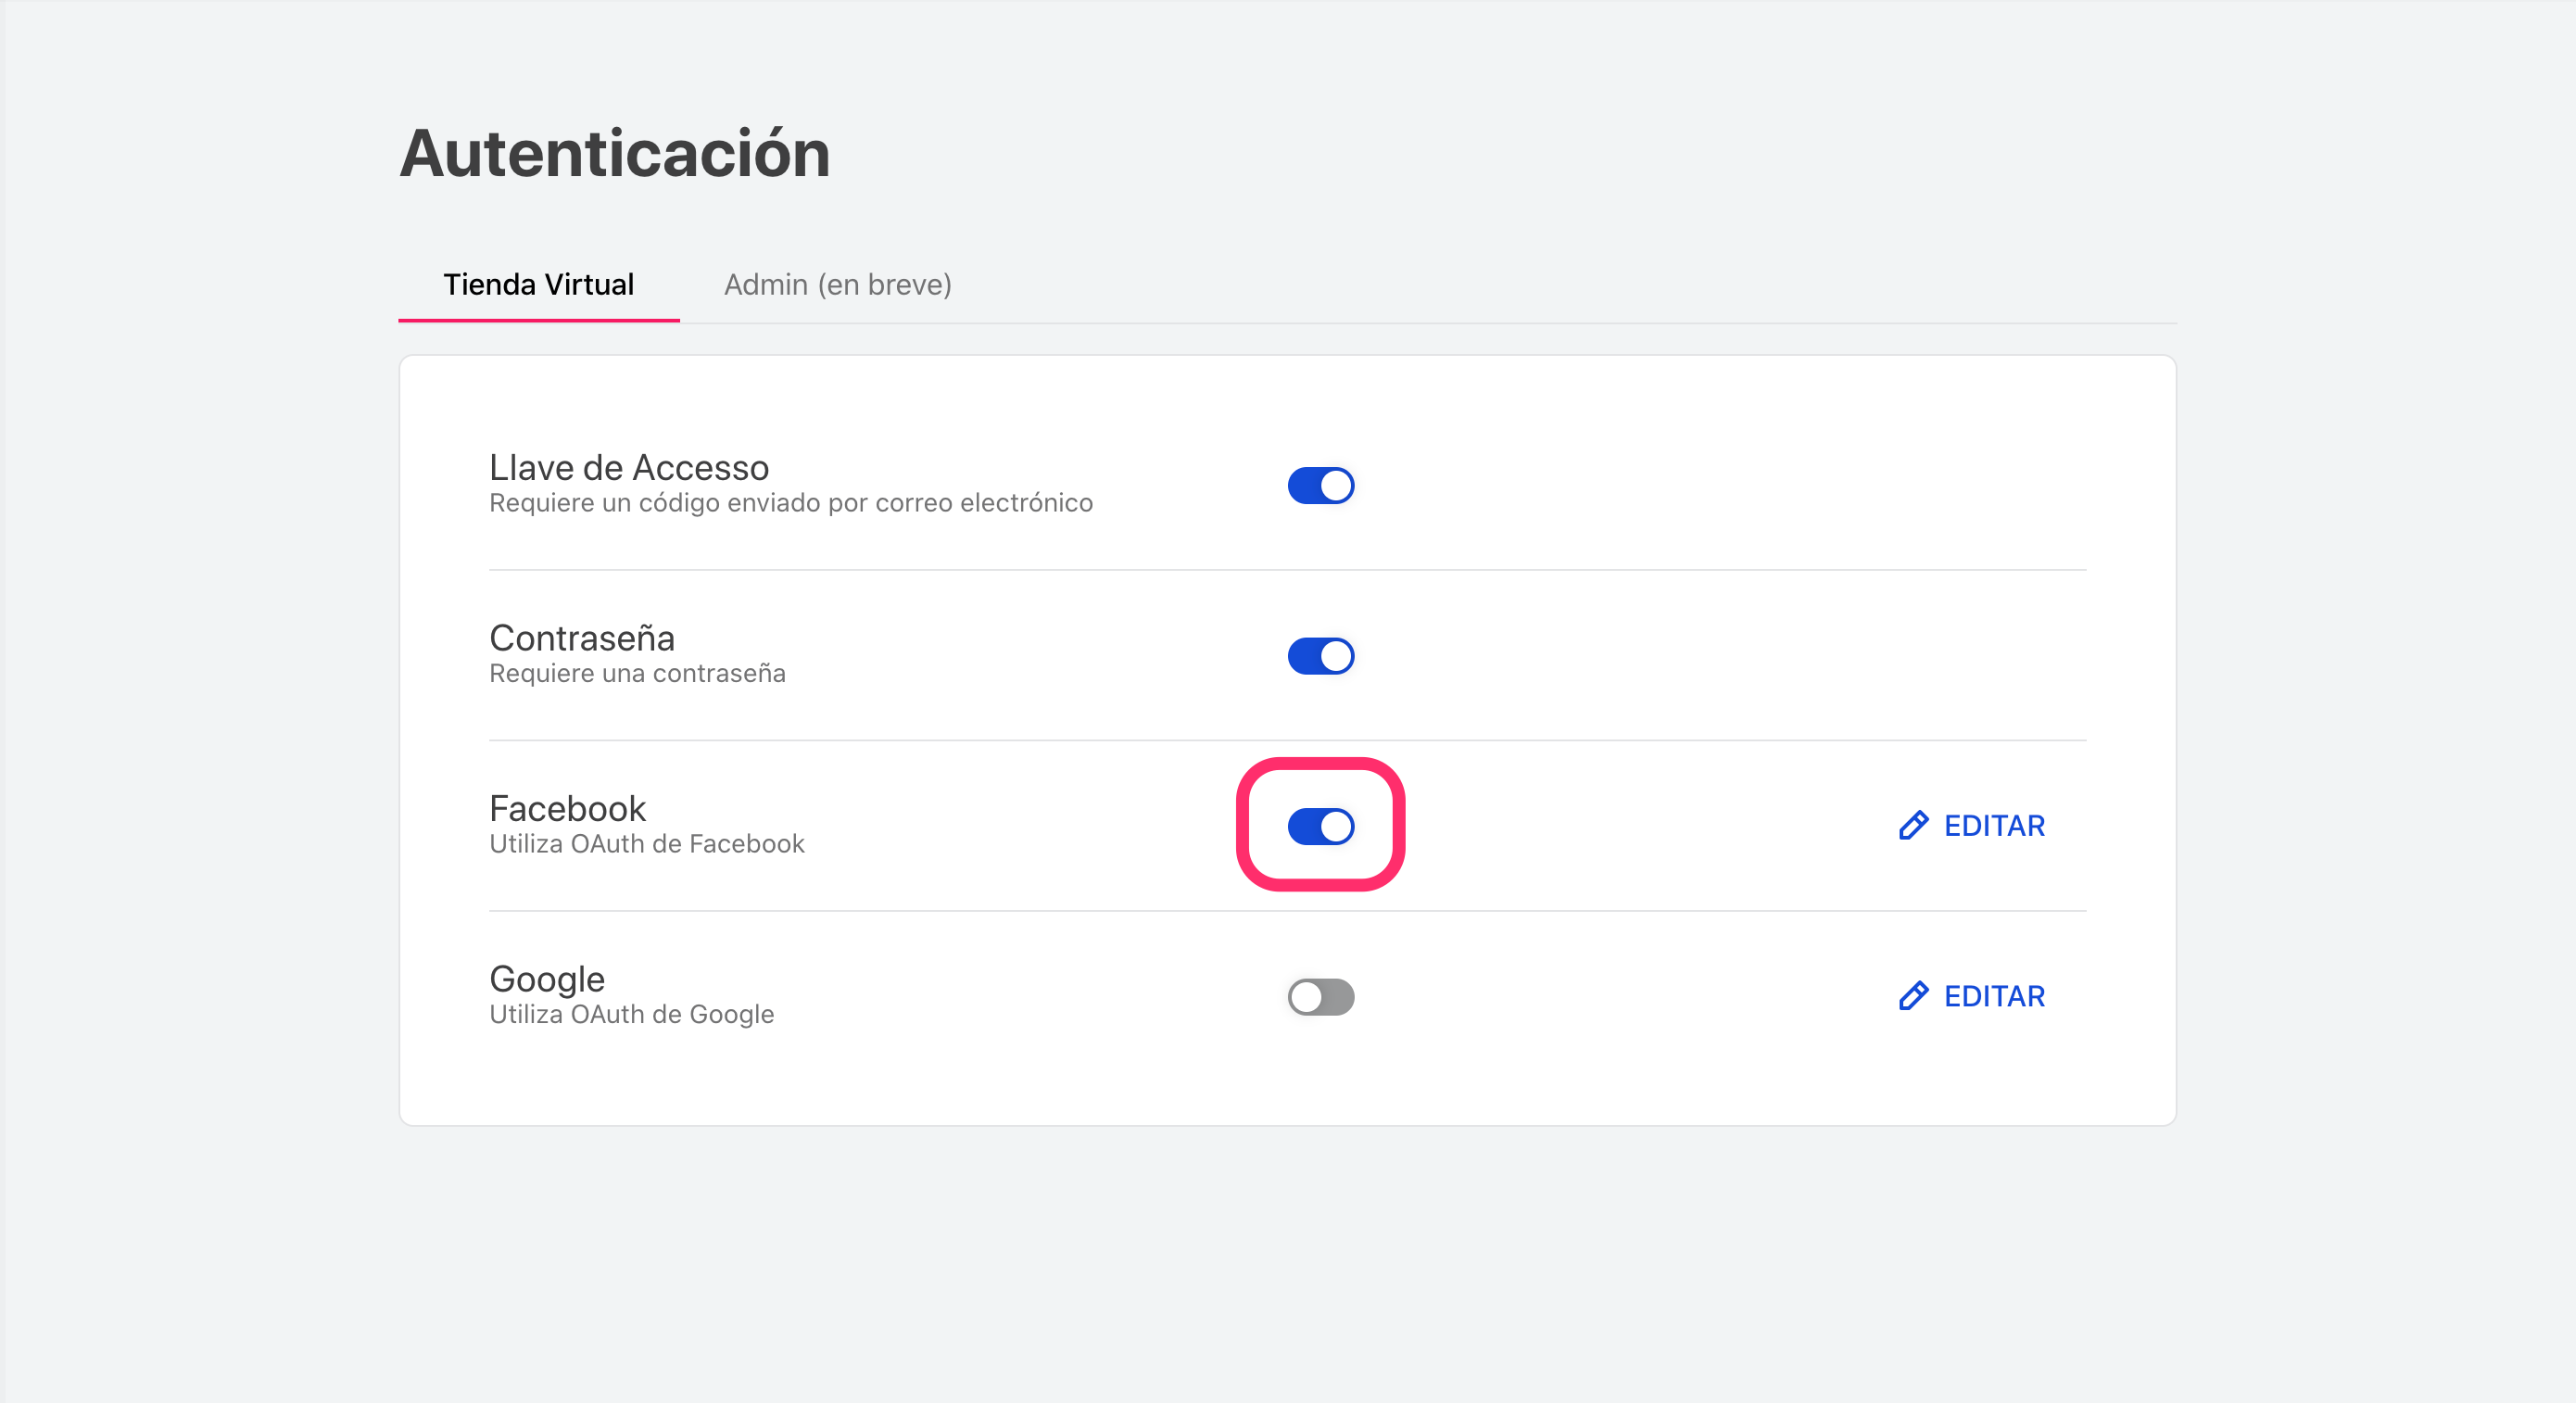 Autenticación
Tienda Virtual
Admin (en breve)
Llave de Accesso
Requiere un código enviado por correo electrónico
Contraseña
Requiere una contraseña
Facebook
Utiliza OAuth de Facebook
EDITAR
Google
Utiliza OAuth de Google
EDITAR